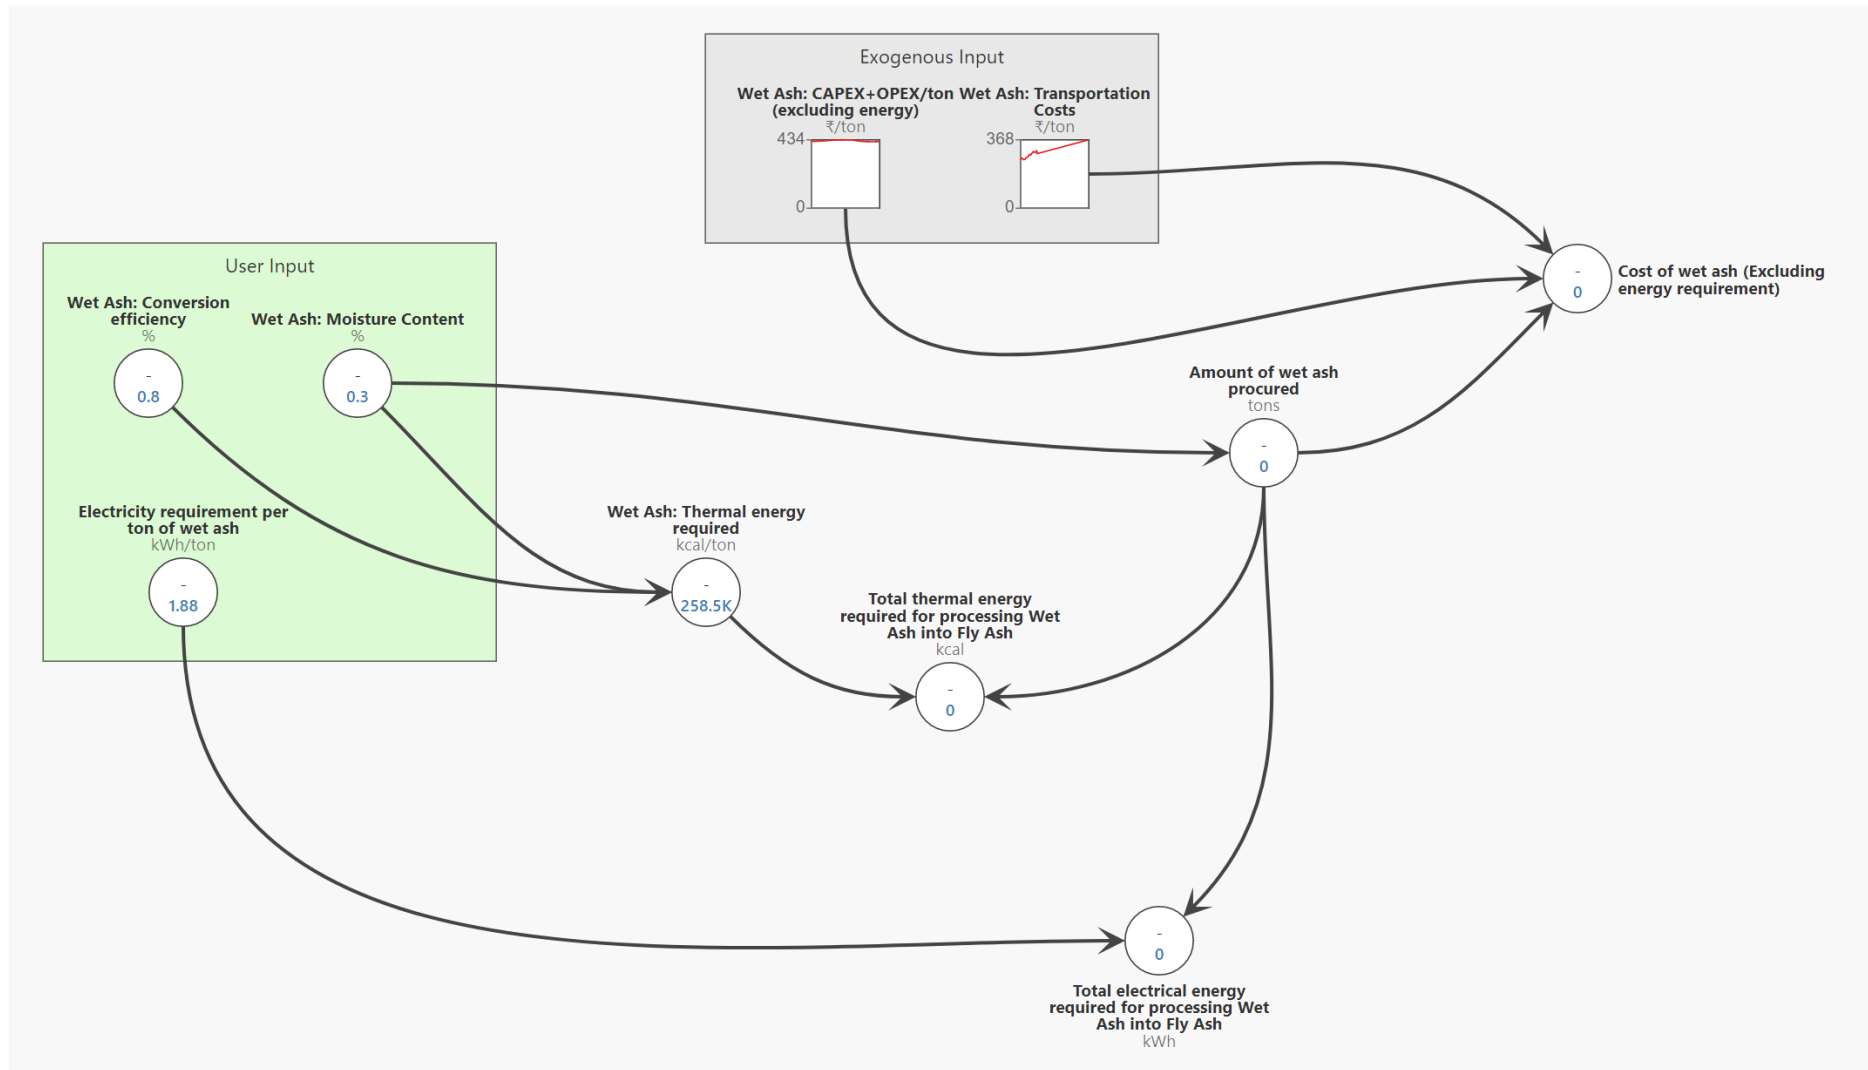 Exogenous Input
Wet Ash: CAPEX+OPEX/ton
(excluding energy)
₹/ton
434
0
Wet Ash: Transportation
Costs
₹/ton
368
0
User Input
Wet Ash: Conversion
efficiency
%
-
0.8
Wet Ash: Moisture Content
%
-
0.3
Electricity requirement per
ton of wet ash
kWh/ton
-
1.88
Wet Ash: Thermal energy
required
kcal/ton
-
258.5K
Total thermal energy
required for processing Wet
Ash into Fly Ash
kcal
-
0
Amount of wet ash
procured
tons
-
0
-
0
Cost of wet ash (Excluding
energy requirement)
-
0
Total electrical energy
required for processing Wet
Ash into Fly Ash
kWh